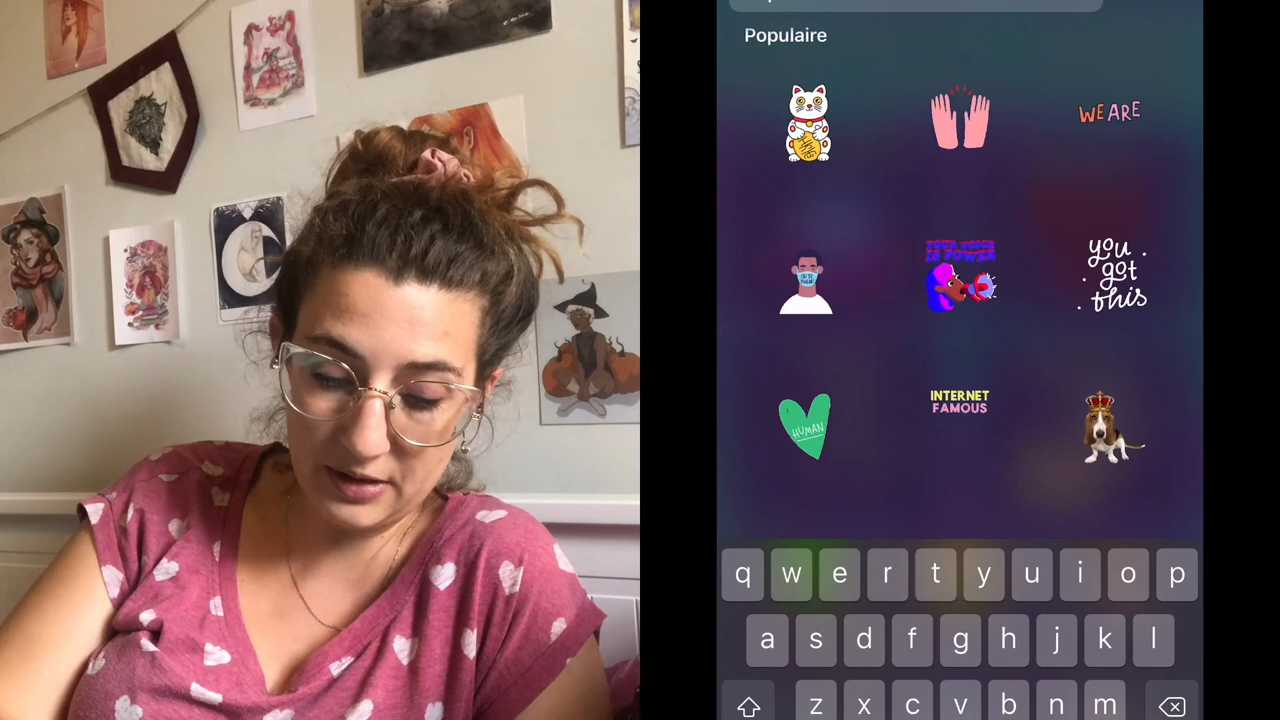 Populaire
WE ARE
YOUR VOICE
IS POWER
you
got
this
HUMAN
INTERNET
FAMOUS
q w e r t y u i o p
a s d f g h j k l
z x c v b n m